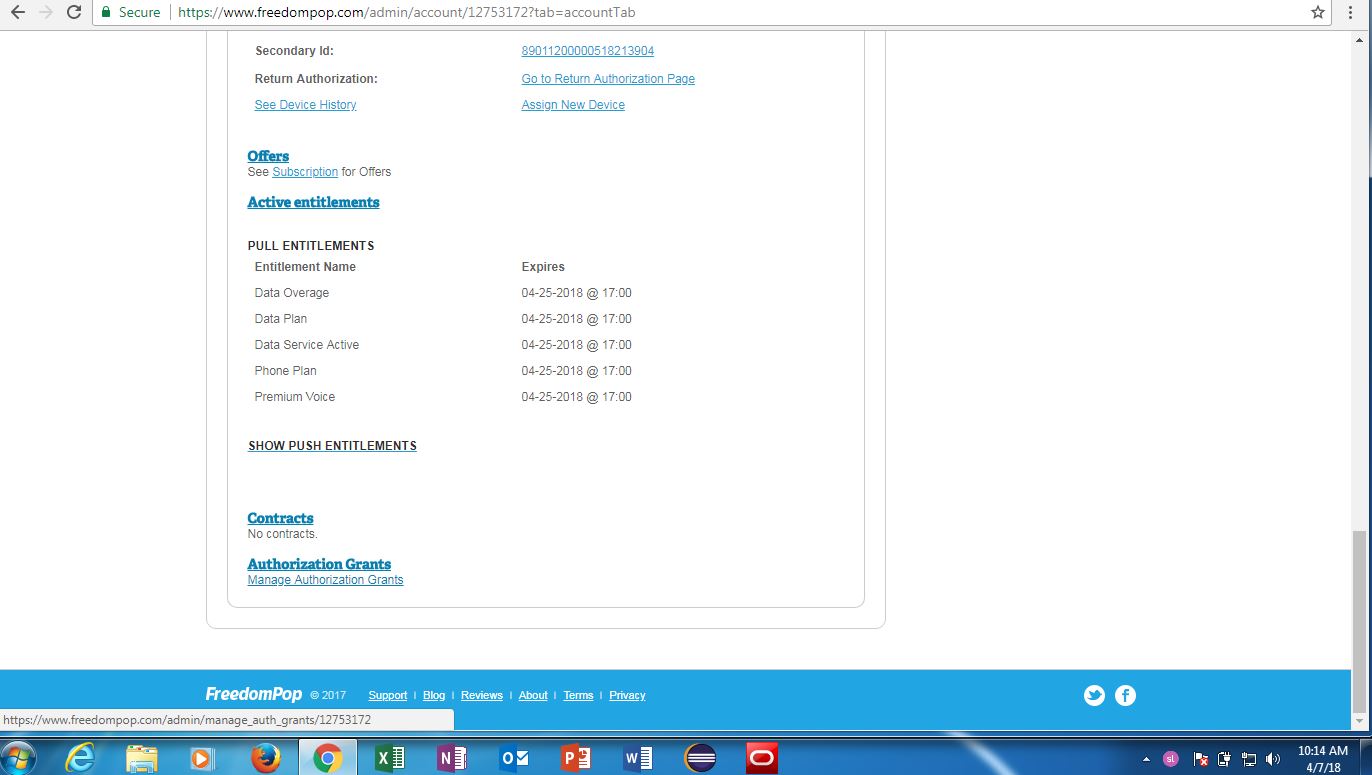 Secure
https://www.freedompop.com/admin/account/12753172?tab=accountTab
Secondary Id: 89011200000518213904
Return Authorization: Go to Return Authorization Page
See Device History Assign New Device
Offers
See Subscription for Offers
Active entitlements
PULL ENTITLEMENTS
Entitlement Name Expires
Data Overage 04-25-2018 @ 17:00
Data Plan 04-25-2018 @ 17:00
Data Service Active 04-25-2018 @ 17:00
Phone Plan 04-25-2018 @ 17:00
Premium Voice 04-25-2018 @ 17:00
SHOW PUSH ENTITLEMENTS
Contracts
No contracts.
Authorization Grants
Manage Authorization Grants
FreedomPop © 2017 Support | Blog | Reviews | About | Terms | Privacy
https://www.freedompop.com/admin/manage_auth_grants/12753172
sl
10:14 AM
4/7/18